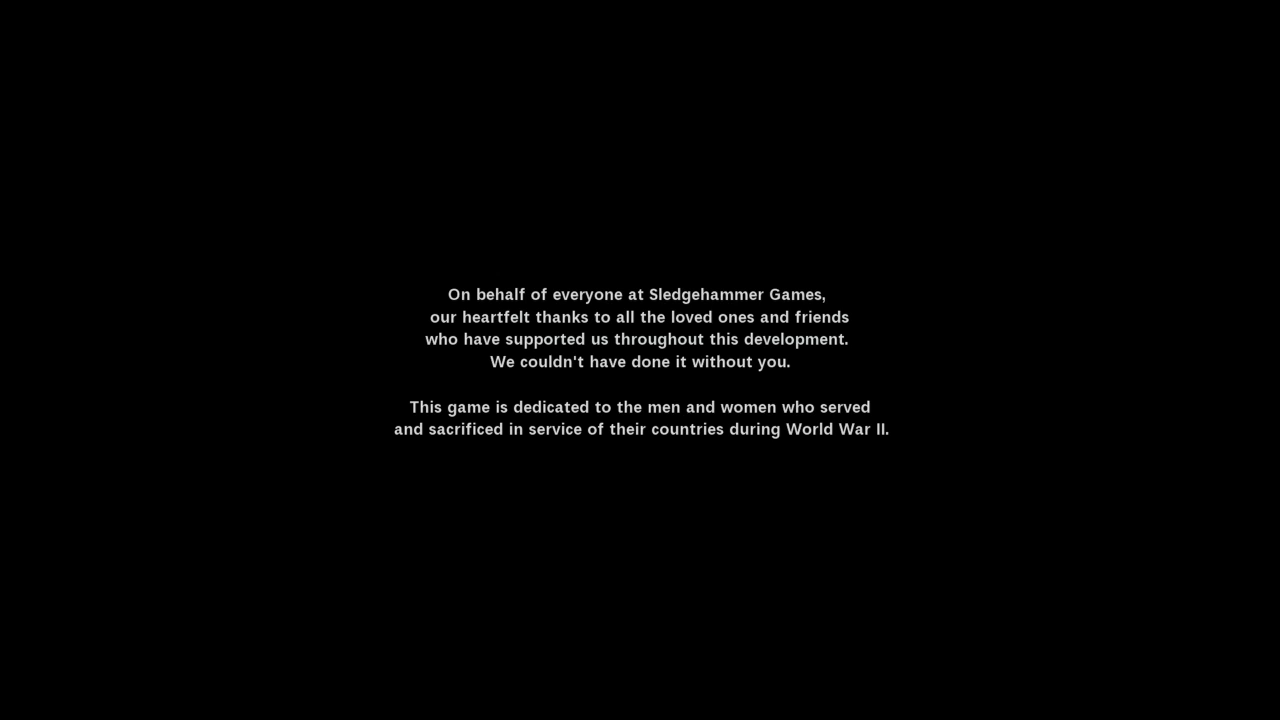 On behalf of everyone at Sledgehammer Games,
our heartfelt thanks to all the loved ones and friends
who have supported us throughout this development.
We couldn't have done it without you.
This game is dedicated to the men and women who served
and sacrificed in service of their countries during World War II.